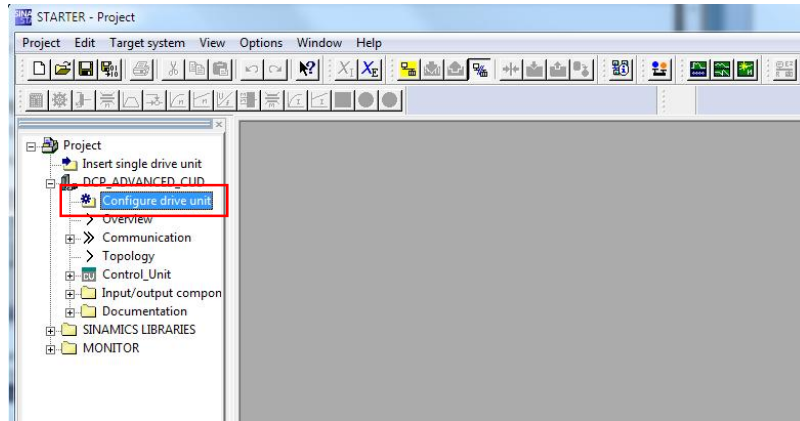 STARTER - Project
Project Edit Target system View Options Window Help
Project
Insert single drive unit
DCP_ADVANCED_CUD
Configure drive unit
Overview
Communication
Topology
Control_Unit
Input/output compon
Documentation
SINAMICS LIBRARIES
MONITOR